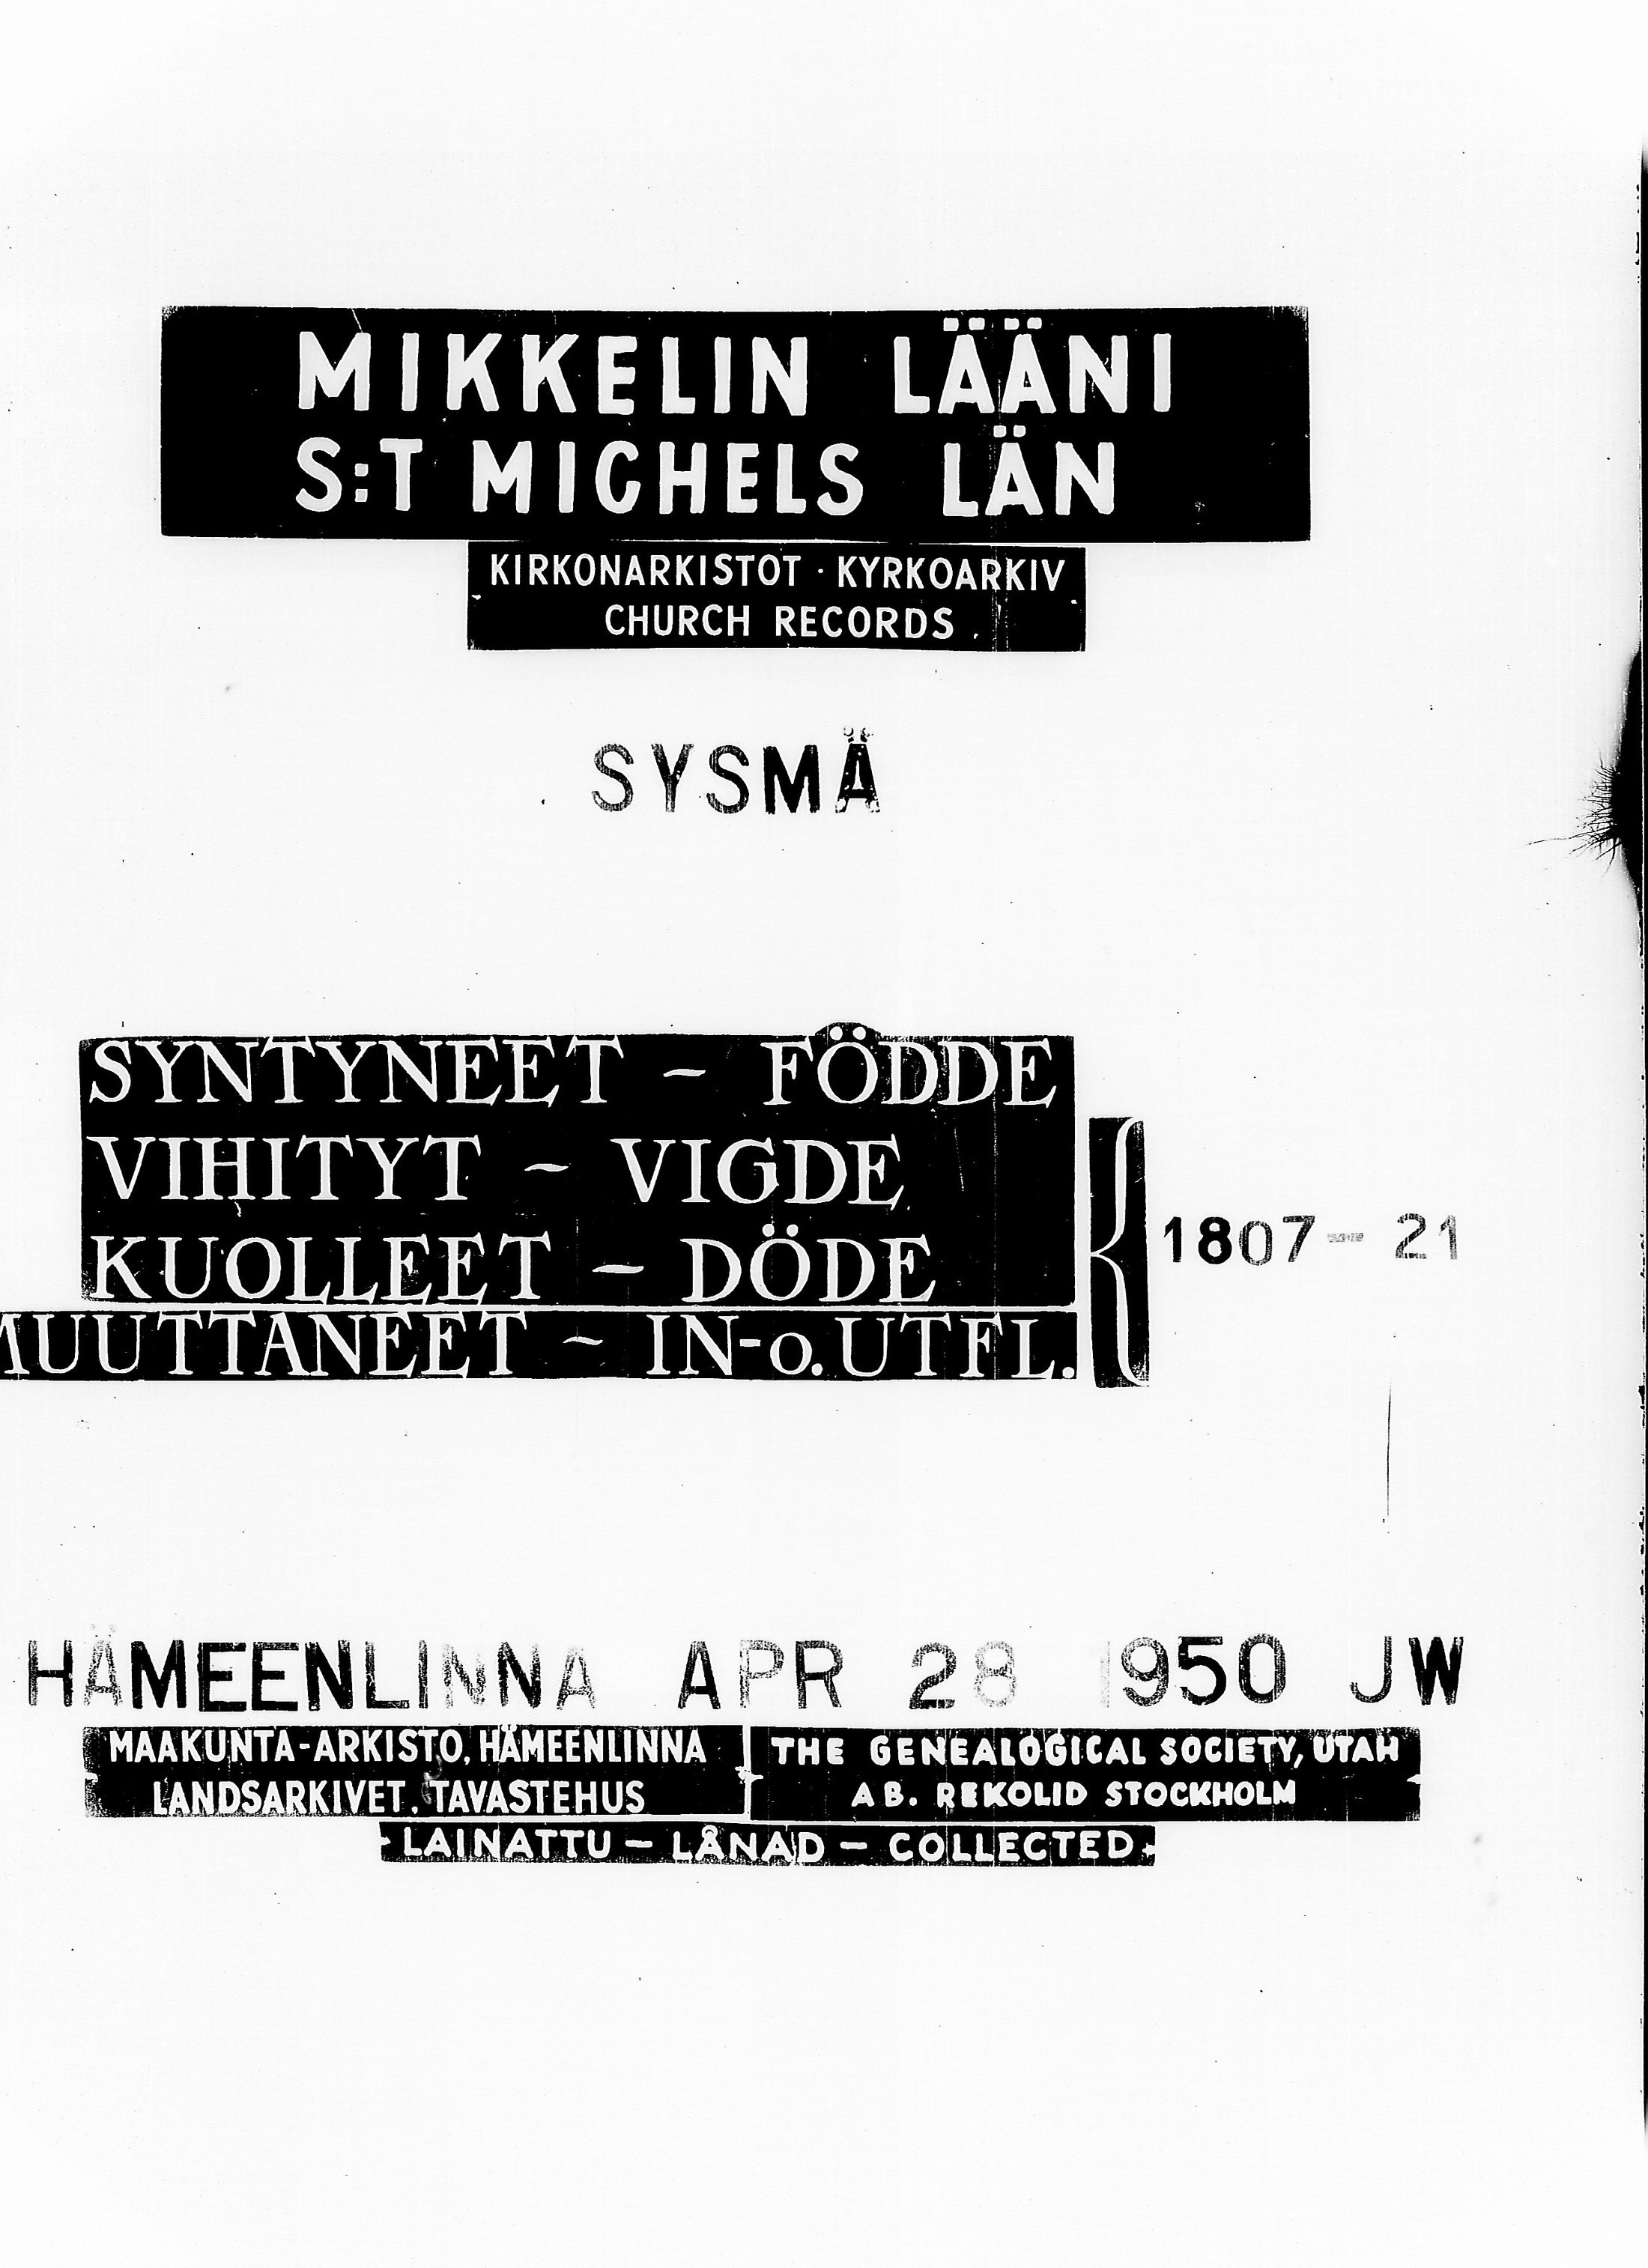 MIKKELIN LÄÄNI
S:T MICHELS LÄN
KIRKONARKISTOT · KYRKOARKIV
CHURCH RECORDS
SYSMÄ
SYNTYNEET - FÖDDE
VIHITYT - VIGDE
KUOLLEET - DÖDE
MUUTTANEET - IN-o.UTFL.
1807-21
HÄMEENLINNA APR 28 1950 JW
MAAKUNTA-ARKISTO, HÄMEENLINNA
LANDSARKIVET, TAVASTEHUS
THE GENEALOGICAL SOCIETY, UTAH
AB. REKOLID STOCKHOLM
LAINATTU - LÅNAD - COLLECTED